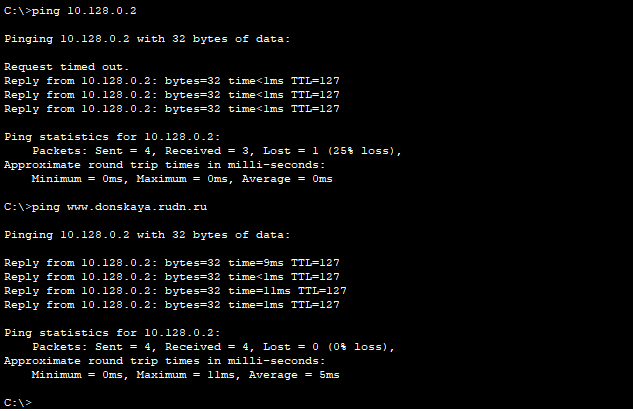 C:\>ping 10.128.0.2
Pinging 10.128.0.2 with 32 bytes of data:
Request timed out.
Reply from 10.128.0.2: bytes=32 time<1ms TTL=127
Reply from 10.128.0.2: bytes=32 time<1ms TTL=127
Reply from 10.128.0.2: bytes=32 time<1ms TTL=127
Ping statistics for 10.128.0.2:
    Packets: Sent = 4, Received = 3, Lost = 1 (25% loss),
Approximate round trip times in milli-seconds:
    Minimum = 0ms, Maximum = 0ms, Average = 0ms
C:\>ping www.donskaya.rudn.ru
Pinging 10.128.0.2 with 32 bytes of data:
Reply from 10.128.0.2: bytes=32 time=9ms TTL=127
Reply from 10.128.0.2: bytes=32 time<1ms TTL=127
Reply from 10.128.0.2: bytes=32 time=11ms TTL=127
Reply from 10.128.0.2: bytes=32 time=1ms TTL=127
Ping statistics for 10.128.0.2:
    Packets: Sent = 4, Received = 4, Lost = 0 (0% loss),
Approximate round trip times in milli-seconds:
    Minimum = 0ms, Maximum = 11ms, Average = 5ms
C:\>